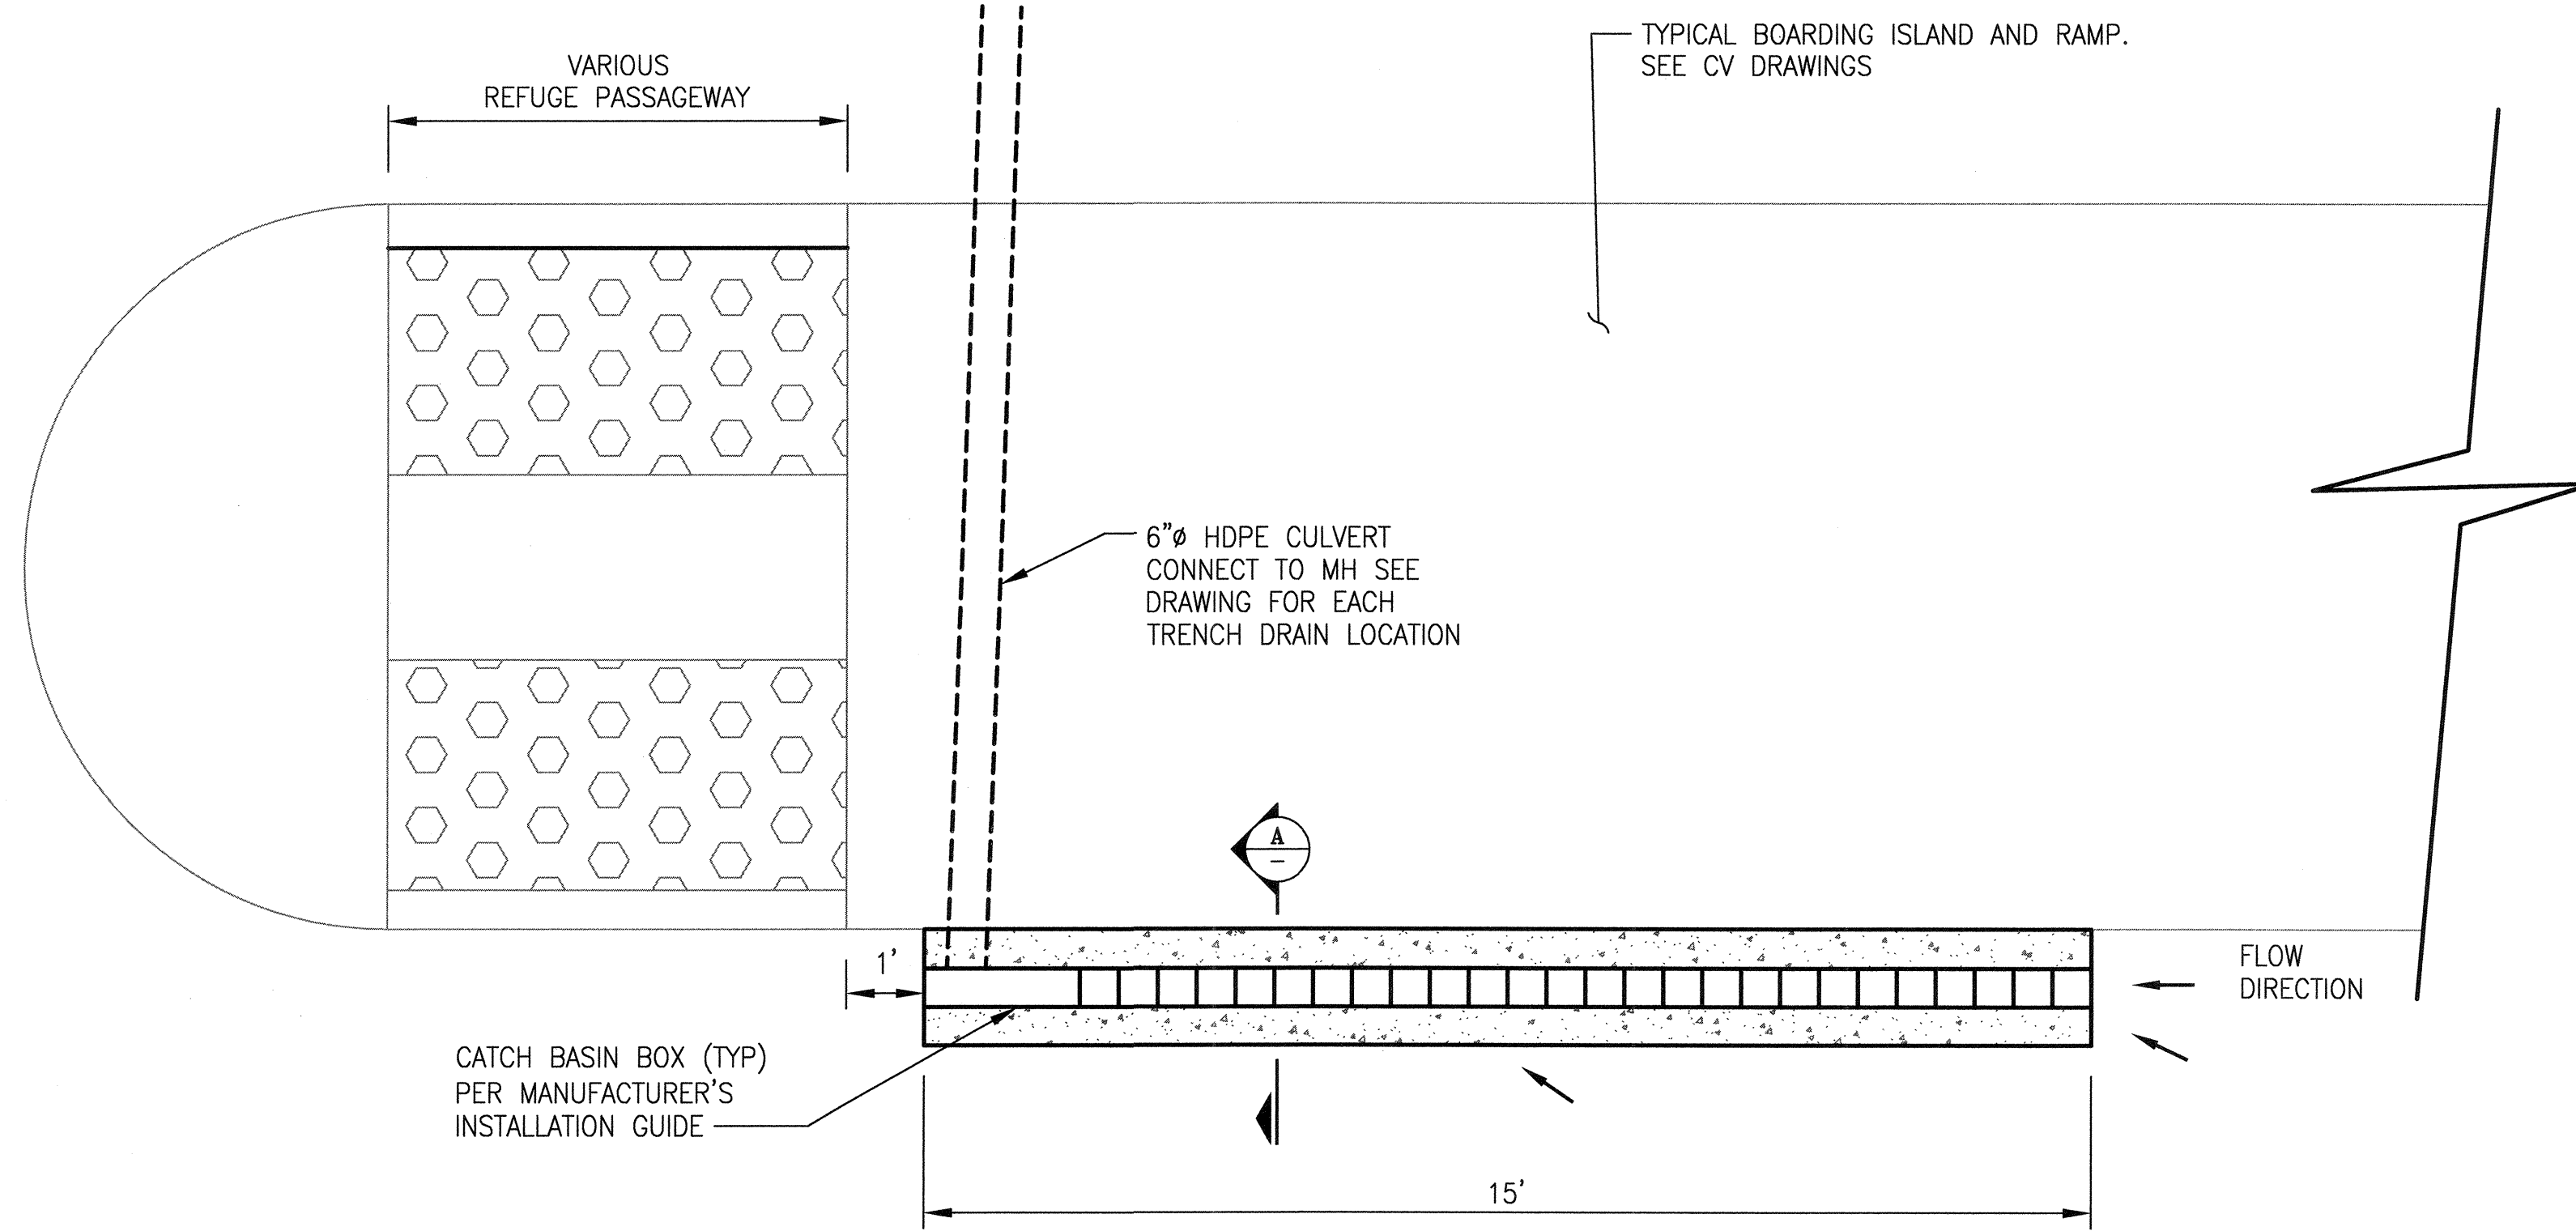 TYPICAL BOARDING ISLAND AND RAMP.
SEE CV DRAWINGS
VARIOUS
REFUGE PASSAGEWAY
6"ø HDPE CULVERT
CONNECT TO MH SEE
DRAWING FOR EACH
TRENCH DRAIN LOCATION
A
–
1'
FLOW
DIRECTION
CATCH BASIN BOX (TYP)
PER MANUFACTURER'S
INSTALLATION GUIDE
15'